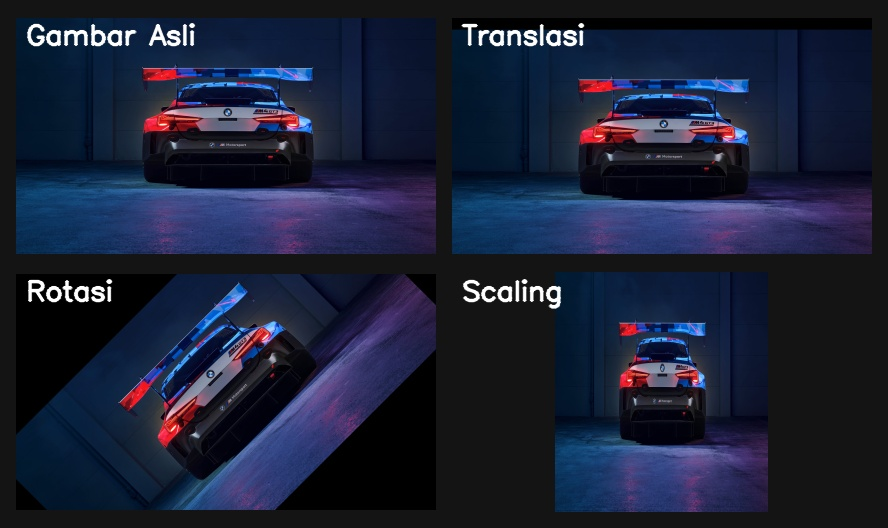 Gambar Asli
Translasi
Rotasi
Scaling